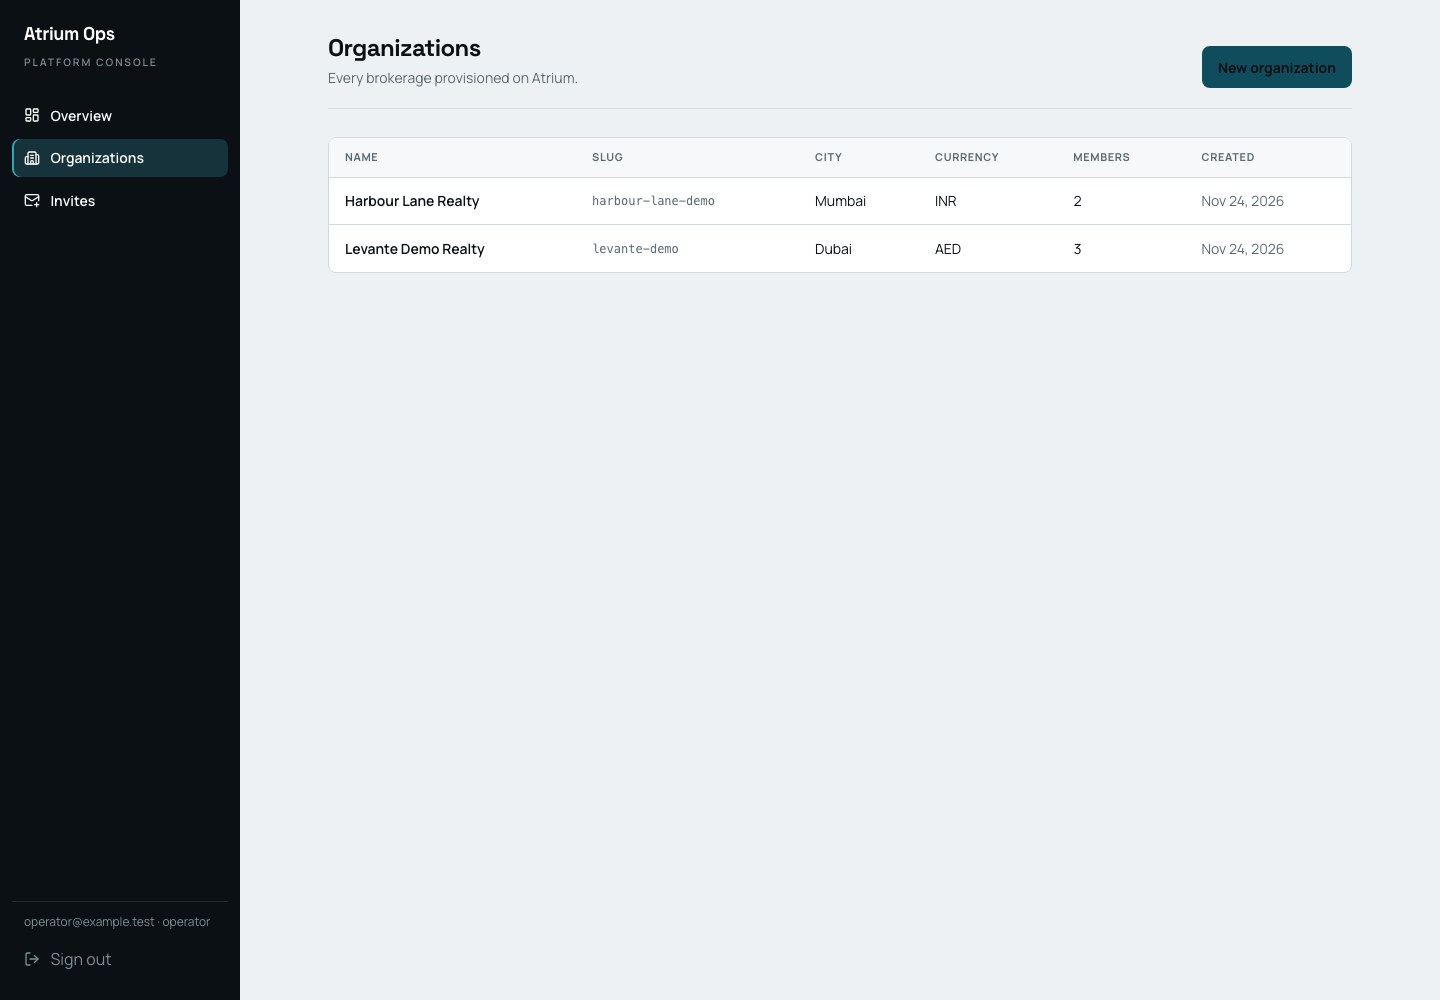 Atrium Ops
PLATFORM CONSOLE
Overview
Organizations
Invites
operator@example.test · operator
Sign out
Organizations
Every brokerage provisioned on Atrium.
New organization
NAME SLUG CITY CURRENCY MEMBERS CREATED
Harbour Lane Realty harbour-lane-demo Mumbai INR 2 Nov 24, 2026
Levante Demo Realty levante-demo Dubai AED 3 Nov 24, 2026